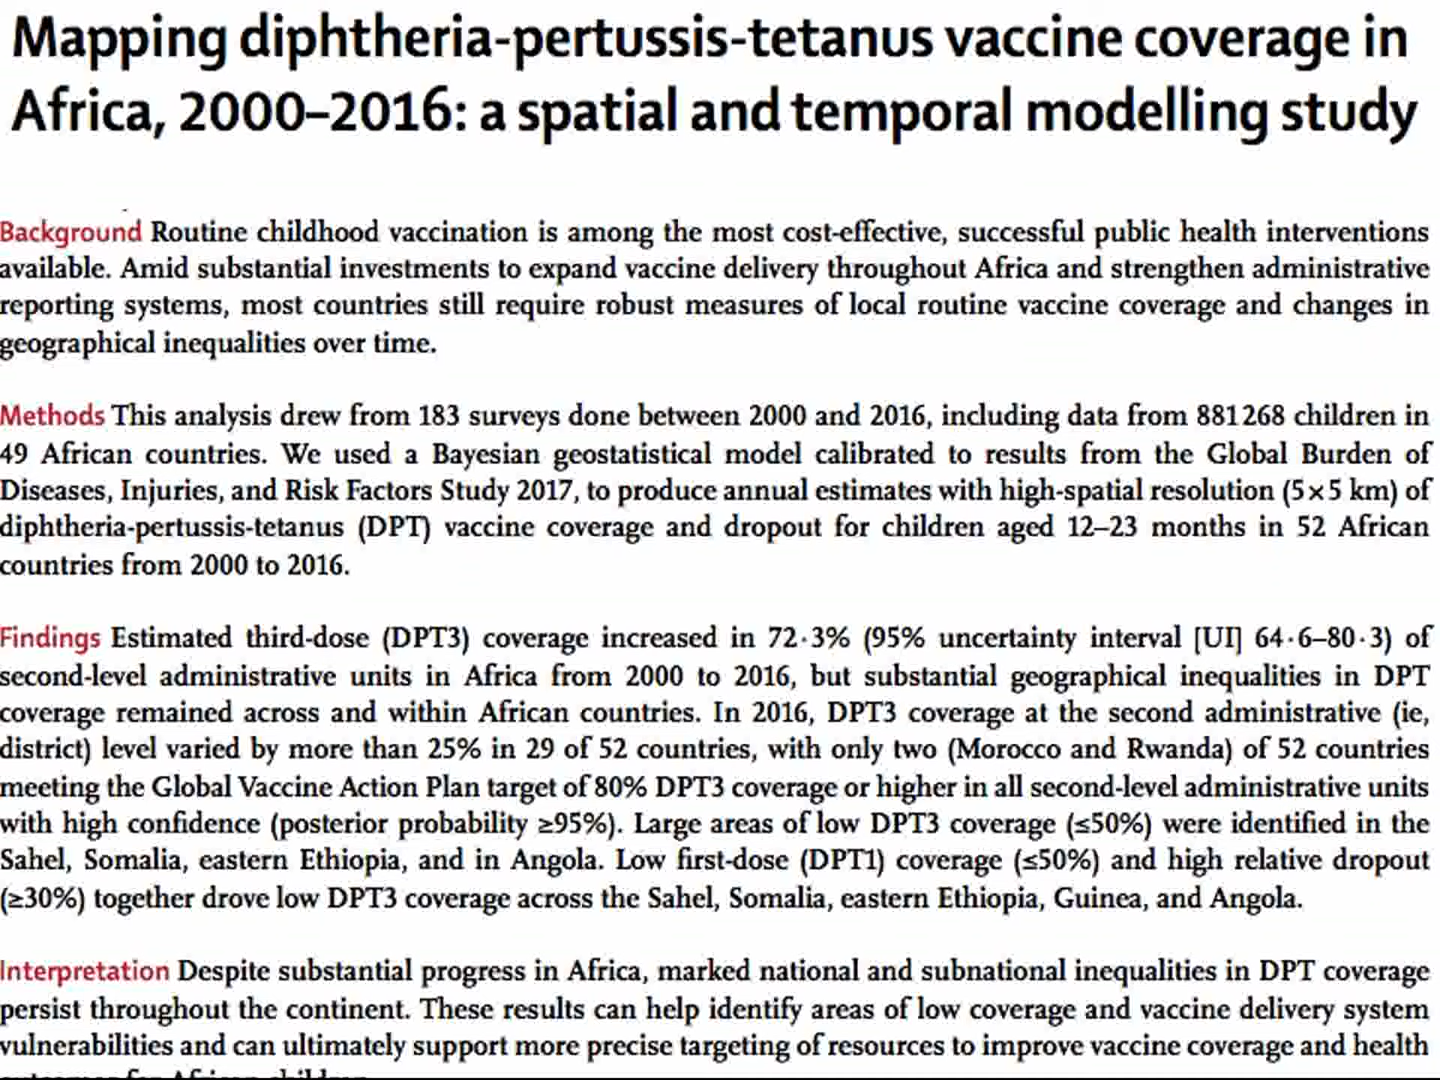 Mapping diphtheria-pertussis-tetanus vaccine coverage in
Africa, 2000–2016: a spatial and temporal modelling study
Background Routine childhood vaccination is among the most cost-effective, successful public health interventions
available. Amid substantial investments to expand vaccine delivery throughout Africa and strengthen administrative
reporting systems, most countries still require robust measures of local routine vaccine coverage and changes in
geographical inequalities over time.
Methods This analysis drew from 183 surveys done between 2000 and 2016, including data from 881268 children in
49 African countries. We used a Bayesian geostatistical model calibrated to results from the Global Burden of
Diseases, Injuries, and Risk Factors Study 2017, to produce annual estimates with high-spatial resolution (5×5 km) of
diphtheria-pertussis-tetanus (DPT) vaccine coverage and dropout for children aged 12–23 months in 52 African
countries from 2000 to 2016.
Findings Estimated third-dose (DPT3) coverage increased in 72·3% (95% uncertainty interval [UI] 64·6–80·3) of
second-level administrative units in Africa from 2000 to 2016, but substantial geographical inequalities in DPT
coverage remained across and within African countries. In 2016, DPT3 coverage at the second administrative (ie,
district) level varied by more than 25% in 29 of 52 countries, with only two (Morocco and Rwanda) of 52 countries
meeting the Global Vaccine Action Plan target of 80% DPT3 coverage or higher in all second-level administrative units
with high confidence (posterior probability ≥95%). Large areas of low DPT3 coverage (≤50%) were identified in the
Sahel, Somalia, eastern Ethiopia, and in Angola. Low first-dose (DPT1) coverage (≤50%) and high relative dropout
(≥30%) together drove low DPT3 coverage across the Sahel, Somalia, eastern Ethiopia, Guinea, and Angola.
Interpretation Despite substantial progress in Africa, marked national and subnational inequalities in DPT coverage
persist throughout the continent. These results can help identify areas of low coverage and vaccine delivery system
vulnerabilities and can ultimately support more precise targeting of resources to improve vaccine coverage and health